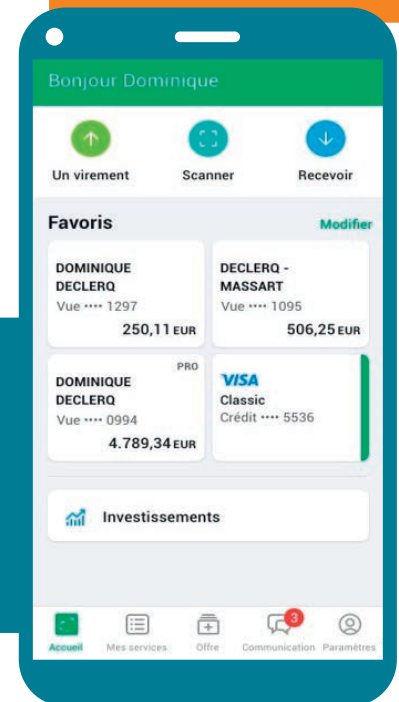 Bonjour Dominique
Un virement
Scanner
Recevoir
Favoris
Modifier
DOMINIQUE
DECLERQ
Vue •••• 1297
250,11 EUR
DECLERQ -
MASSART
Vue •••• 1095
506,25 EUR
PRO
DOMINIQUE
DECLERQ
Vue •••• 0994
4.789,34 EUR
VISA
Classic
Crédit •••• 5536
Investissements
3
Accueil
Mes services
Offre
Communication
Paramètres